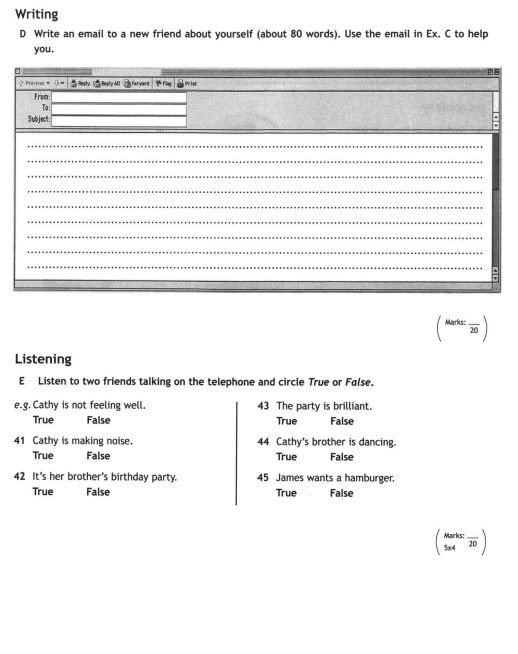 Writing
D Write an email to a new friend about yourself (about 80 words). Use the email in Ex. C to help
you.
Previous Reply Reply All Forward Flag Print
From:
To:
Subject:
Marks:
20
Listening
E Listen to two friends talking on the telephone and circle True or False.
e.g. Cathy is not feeling well.
True False
41 Cathy is making noise.
True False
42 It's her brother's birthday party.
True False
43 The party is brilliant.
True False
44 Cathy's brother is dancing.
True False
45 James wants a hamburger.
True False
Marks:
5x4 20